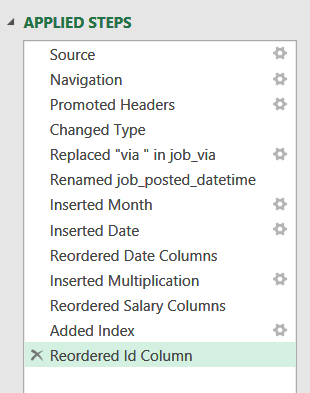 APPLIED STEPS
Source
Navigation
Promoted Headers
Changed Type
Replaced "via " in job_via
Renamed job_posted_datetime
Inserted Month
Inserted Date
Reordered Date Columns
Inserted Multiplication
Reordered Salary Columns
Added Index
Reordered Id Column